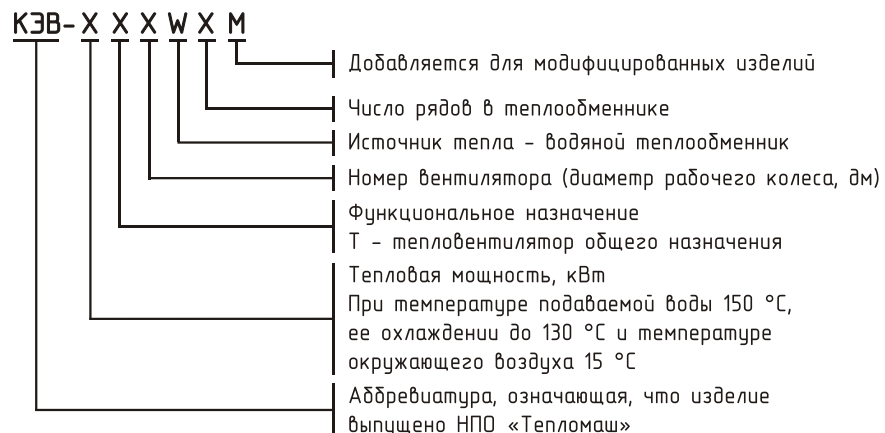 КЭВ-Х Х Х W Х М
Добавляется для модифицированных изделий
Число рядов в теплообменнике
Источник тепла - водяной теплообменник
Номер вентилятора (диаметр рабочего колеса, дм)
Функциональное назначение
Т - тепловентилятор общего назначения
Тепловая мощность, кВт
При температуре подаваемой воды 150 °С,
ее охлаждении до 130 °С и температуре
окружающего воздуха 15 °С
Аббревиатура, означающая, что изделие
выпущено НПО «Тепломаш»